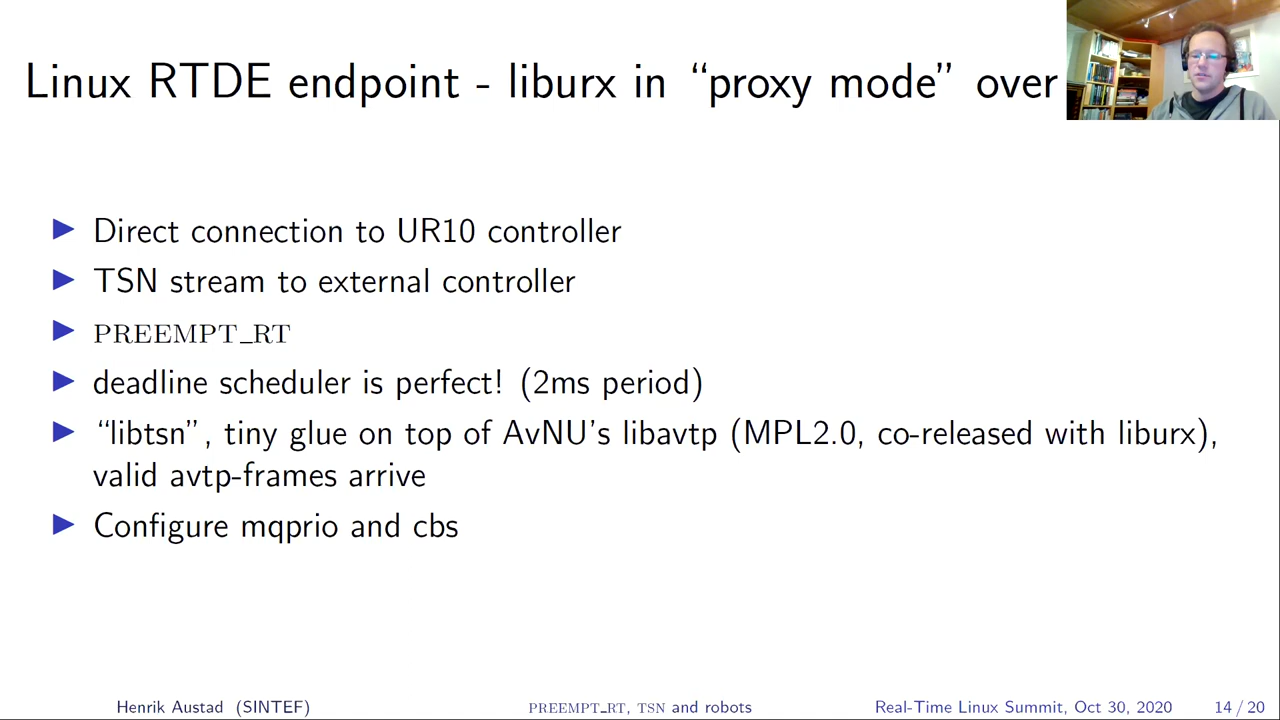 Linux RTDE endpoint - liburx in “proxy mode” over
▶ Direct connection to UR10 controller
▶ TSN stream to external controller
▶ PREEMPT_RT
▶ deadline scheduler is perfect! (2ms period)
▶ “libtsn”, tiny glue on top of AvNU’s libavtp (MPL2.0, co-released with liburx),
valid avtp-frames arrive
▶ Configure mqprio and cbs
Henrik Austad (SINTEF) PREEMPT_RT, TSN and robots Real-Time Linux Summit, Oct 30, 2020 14 / 20